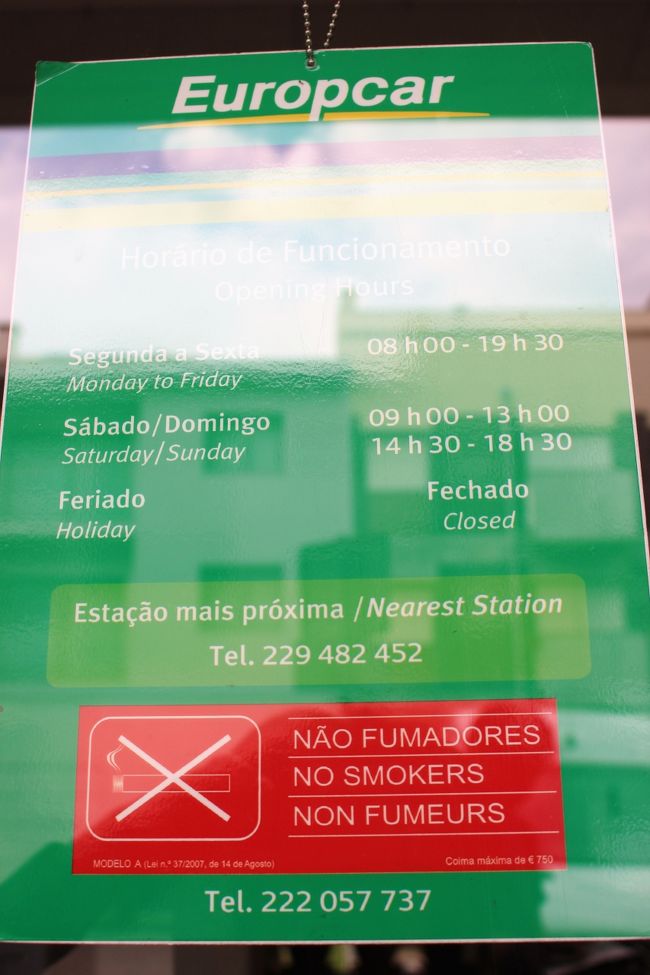 Europcar
Horário de Funcionamento
Opening Hours
Segunda a Sexta 08 h 00 - 19 h 30
Monday to Friday
Sábado/Domingo 09 h 00 - 13 h 00
Saturday/Sunday 14 h 30 - 18 h 30
Feriado Fechado
Holiday Closed
Estação mais próxima / Nearest Station
Tel. 229 482 452
NÃO FUMADORES
NO SMOKERS
NON FUMEURS
MODELO A (Lei n.º 37/2007, de 14 de Agosto) Coima máxima de € 750
Tel. 222 057 737